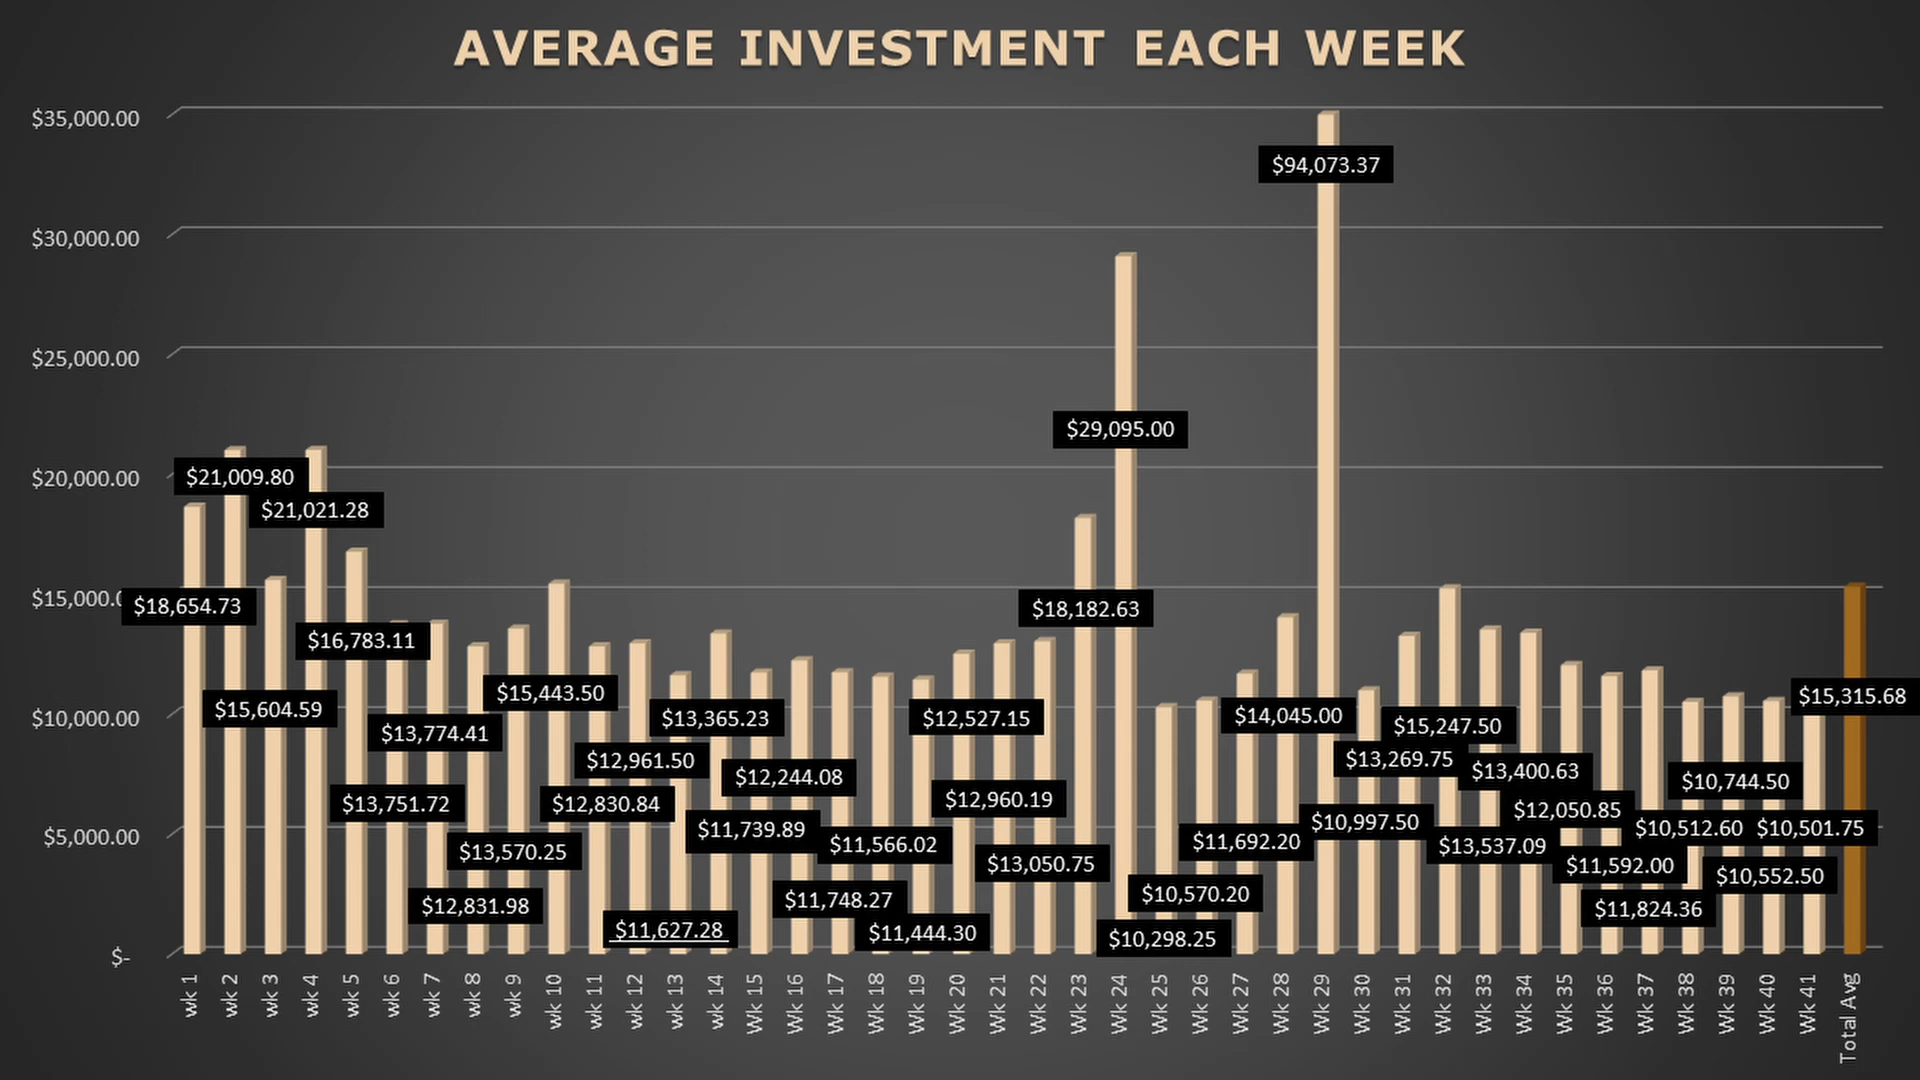 AVERAGE INVESTMENT EACH WEEK
$35,000.00
$30,000.00
$25,000.00
$20,000.00
$15,000.0
$10,000.00
$5,000.00
$-
$18,654.73
$21,009.80
$15,604.59
$21,021.28
$16,783.11
$13,751.72
$13,774.41
$12,831.98
$13,570.25
$15,443.50
$12,830.84
$12,961.50
$11,627.28
$13,365.23
$11,739.89
$12,244.08
$11,748.27
$11,566.02
$11,444.30
$12,527.15
$12,960.19
$13,050.75
$18,182.63
$29,095.00
$10,298.25
$10,570.20
$11,692.20
$14,045.00
$94,073.37
$10,997.50
$13,269.75
$15,247.50
$13,537.09
$13,400.63
$12,050.85
$11,592.00
$11,824.36
$10,512.60
$10,744.50
$10,552.50
$10,501.75
$15,315.68
wk 1
wk 2
wk 3
wk 4
wk 5
wk 6
wk 7
wk 8
wk 9
wk 10
wk 11
wk 12
wk 13
wk 14
Wk 15
Wk 16
Wk 17
Wk 18
Wk 19
Wk 20
Wk 21
Wk 22
Wk 23
Wk 24
Wk 25
Wk 26
Wk 27
Wk 28
Wk 29
Wk 30
Wk 31
Wk 32
Wk 33
Wk 34
Wk 35
Wk 36
Wk 37
Wk 38
Wk 39
Wk 40
Wk 41
Total Avg